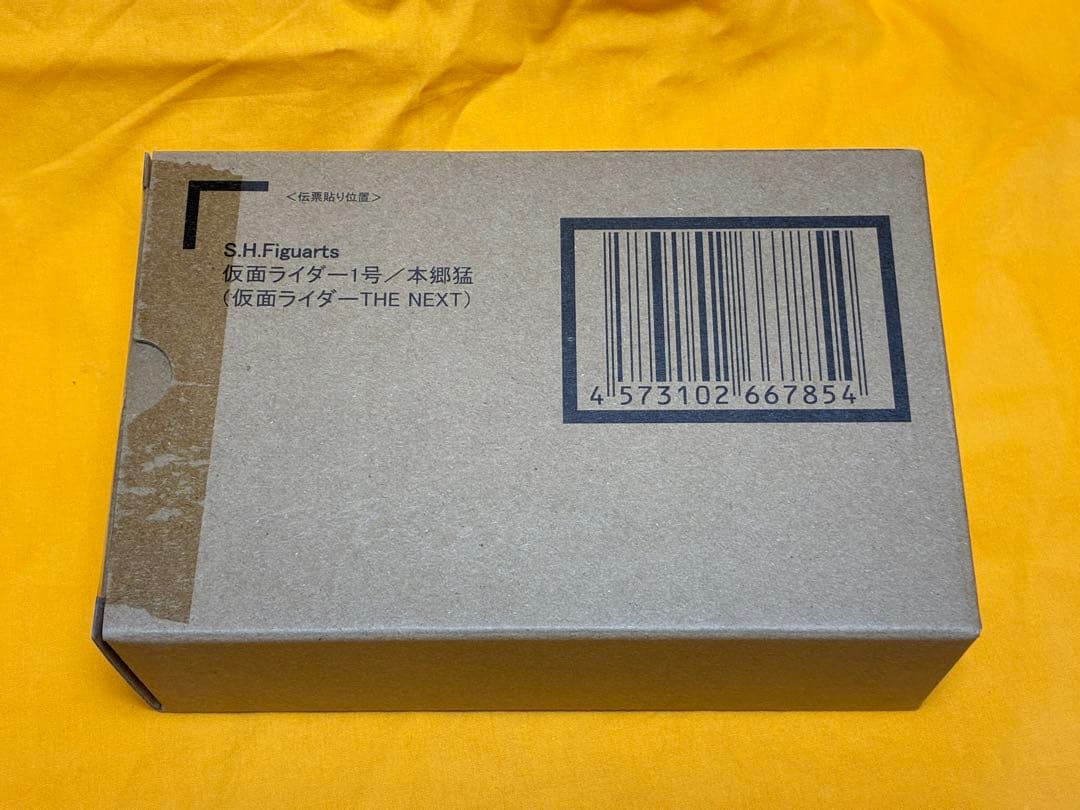 ＜伝票貼り位置＞
S.H.Figuarts
仮面ライダー1号／本郷猛
（仮面ライダーTHE NEXT）
4 573102 667854